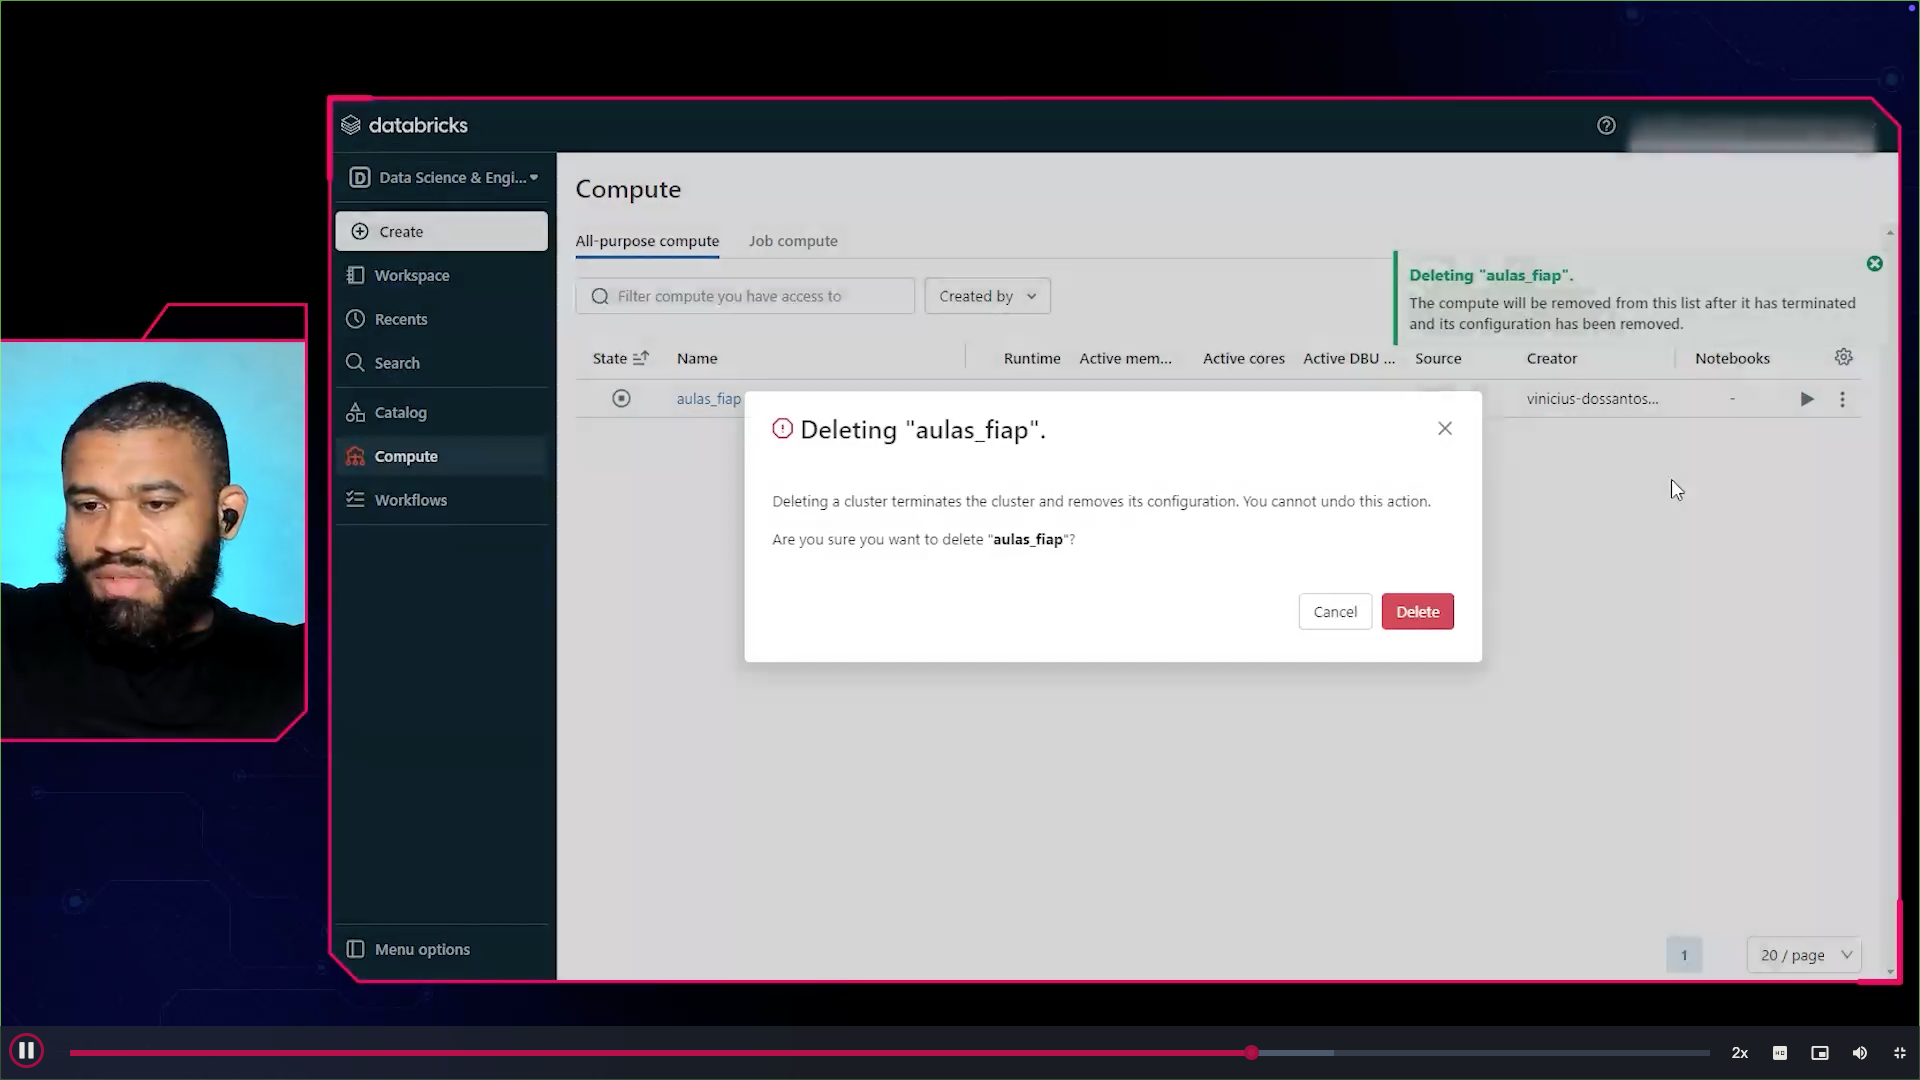 databricks
Data Science & Engi...
Create
Workspace
Recents
Search
Catalog
Compute
Workflows
Menu options
Compute
All-purpose compute
Job compute
Filter compute you have access to
Created by
Deleting "aulas_fiap".
The compute will be removed from this list after it has terminated
and its configuration has been removed.
State
Name
Runtime
Active mem...
Active cores
Active DBU ...
Source
Creator
Notebooks
aulas_fiap
vinicius-dossantos...
-
Deleting "aulas_fiap".
Deleting a cluster terminates the cluster and removes its configuration. You cannot undo this action.
Are you sure you want to delete "aulas_fiap"?
Cancel
Delete
1
20 / page
2x
HD